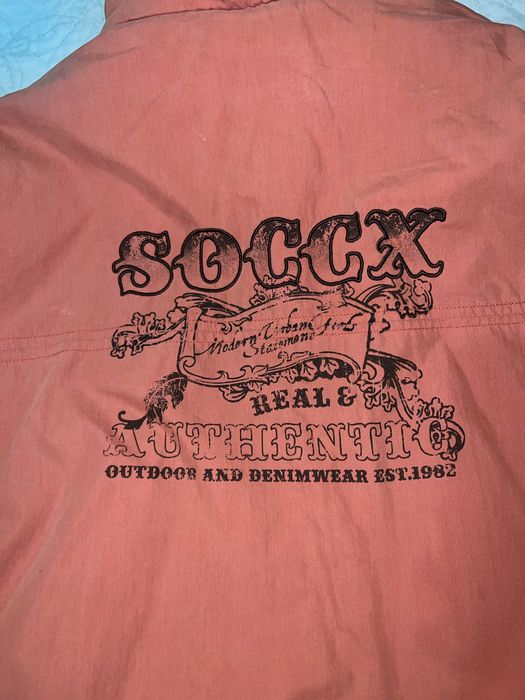 SOCCX
Modern Urban Girls
Statement
REAL &
AUTHENTIC
OUTDOOR AND DENIMWEAR EST.1982